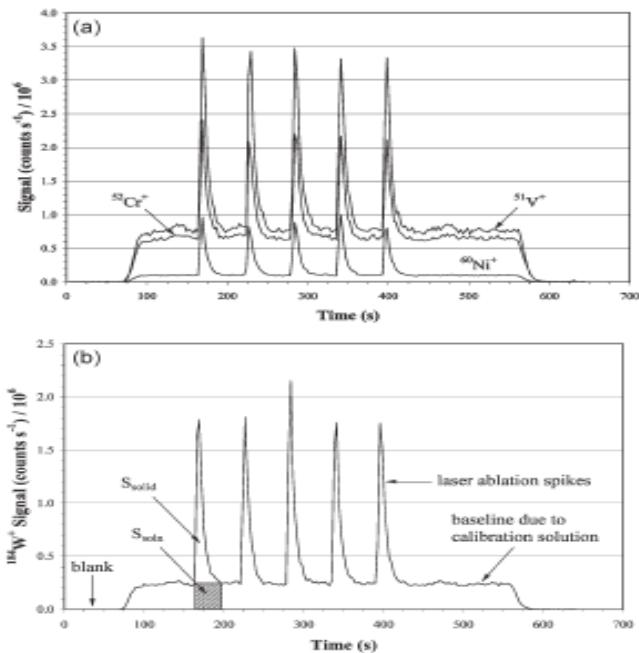 (a)
4.0
3.5
3.0
2.5
2.0
1.5
1.0
0.5
0.0
Signal (counts s⁻¹) / 10⁶
⁵²Cr⁺
⁵¹V⁺
⁶⁰Ni⁺
0 100 200 300 400 500 600 700
Time (s)
(b)
2.5
2.0
1.5
1.0
0.5
0.0
¹⁸⁴W⁺ Signal (counts s⁻¹) / 10⁶
Ssolid
Ssoln
blank
laser ablation spikes
baseline due to
calibration solution
0 100 200 300 400 500 600 700
Time (s)